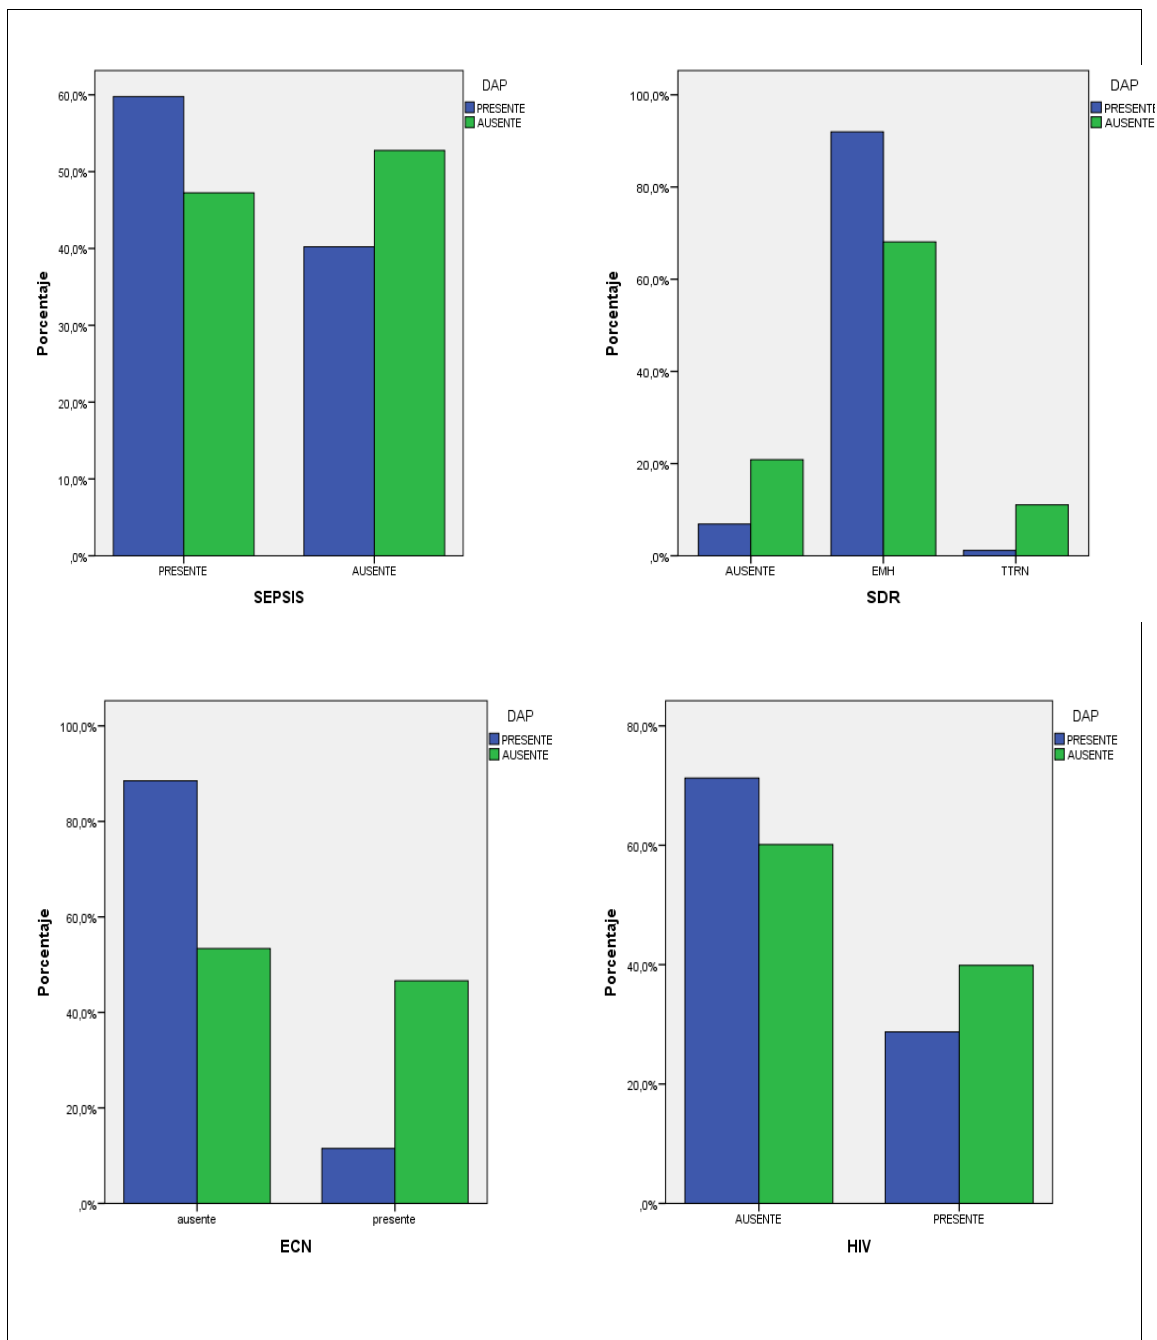 DAP
PRESENTE
AUSENTE
60,0%
50,0%
40,0%
30,0%
20,0%
10,0%
,0%
Porcentaje
PRESENTE AUSENTE
SEPSIS
DAP
PRESENTE
AUSENTE
100,0%
80,0%
60,0%
40,0%
20,0%
,0%
Porcentaje
AUSENTE EMH TTRN
SDR
DAP
PRESENTE
AUSENTE
100,0%
80,0%
60,0%
40,0%
20,0%
,0%
Porcentaje
ausente presente
ECN
DAP
PRESENTE
AUSENTE
80,0%
60,0%
40,0%
20,0%
,0%
Porcentaje
AUSENTE PRESENTE
HIV